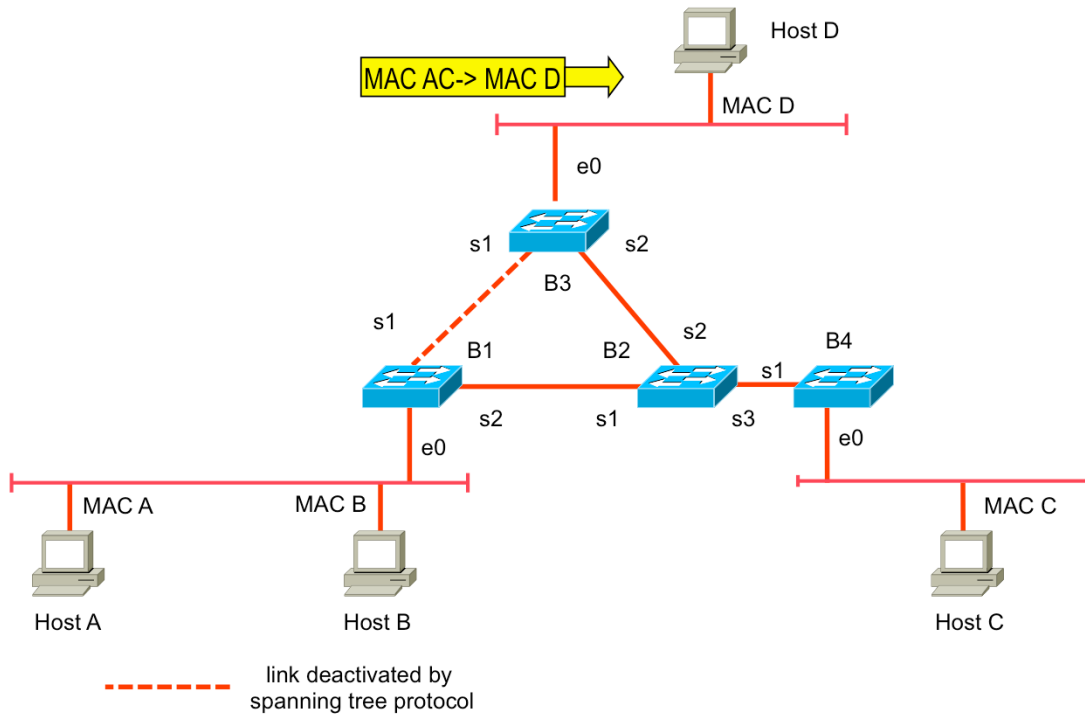 Host D
MAC AC-> MAC D
MAC D
e0
s1
s2
B3
s1
s2
B1
B2
B4
s1
s2
s1
s3
e0
e0
MAC A
MAC B
MAC C
Host A
Host B
Host C
link deactivated by
spanning tree protocol